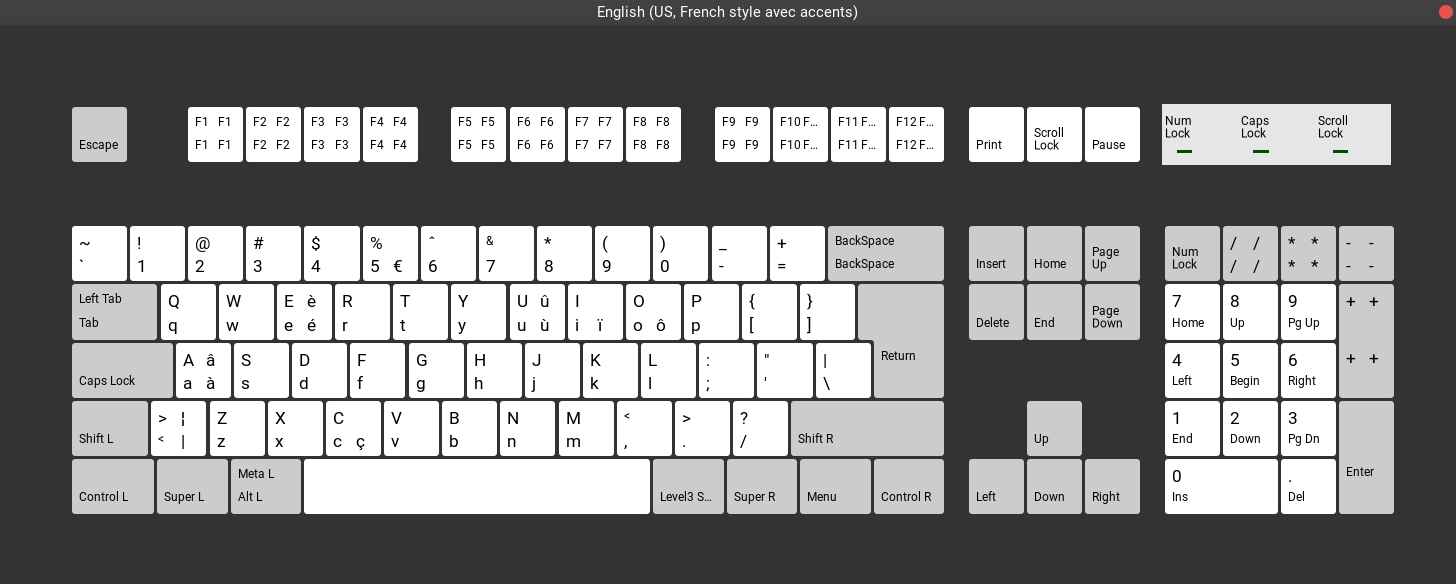 English (US, French style avec accents)
F1 F1 F2 F2 F3 F3 F4 F4 F5 F5 F6 F6 F7 F7 F8 F8 F9 F9 F10 F... F11 F... F12 F... Num Lock Caps Lock Scroll Lock
Escape F1 F1 F2 F2 F3 F3 F4 F4 F5 F5 F6 F6 F7 F7 F8 F8 F9 F9 F10 F... F11 F... F12 F... Print Scroll Lock Pause
~ ! @ # $ % ^ & * ( ) _ + BackSpace / / * * - -
` 1 2 3 4 5 € 6 7 8 9 0 - = BackSpace Insert Home Page Up Num Lock / / * * - -
Left Tab Q W E è R T Y U û I O P { } 7 8 9 + +
Tab q w e é r t y u ù i ï o ô p [ ] Delete End Page Down Home Up Pg Up
A â S D F G H J K L : " | Return 4 5 6 + +
Caps Lock a à s d f g h j k l ; ' \ Left Begin Right
> ¦ Z X C V B N M < > ? 1 2 3
Shift L < | z x c ç v b n m , . / Shift R Up End Down Pg Dn
Meta L 0 . Enter
Control L Super L Alt L Level3 S... Super R Menu Control R Left Down Right Ins Del